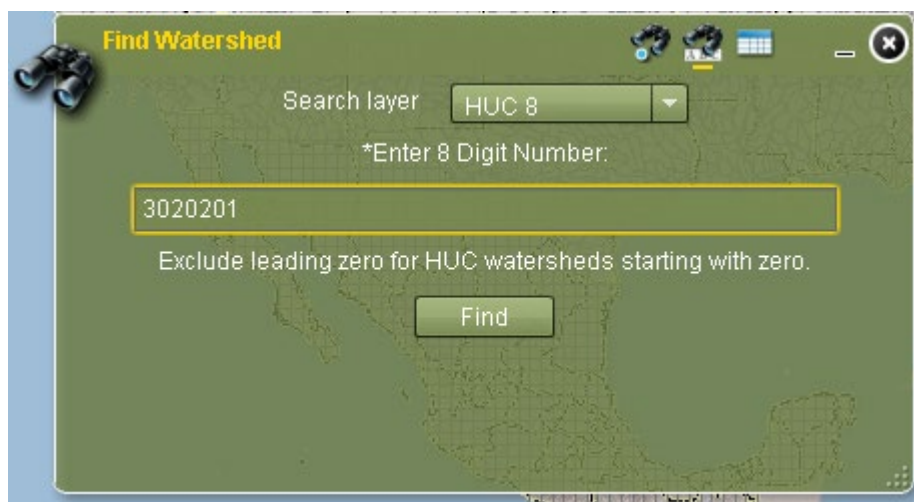 Find Watershed
Search layer HUC 8
*Enter 8 Digit Number:
3020201
Exclude leading zero for HUC watersheds starting with zero.
Find